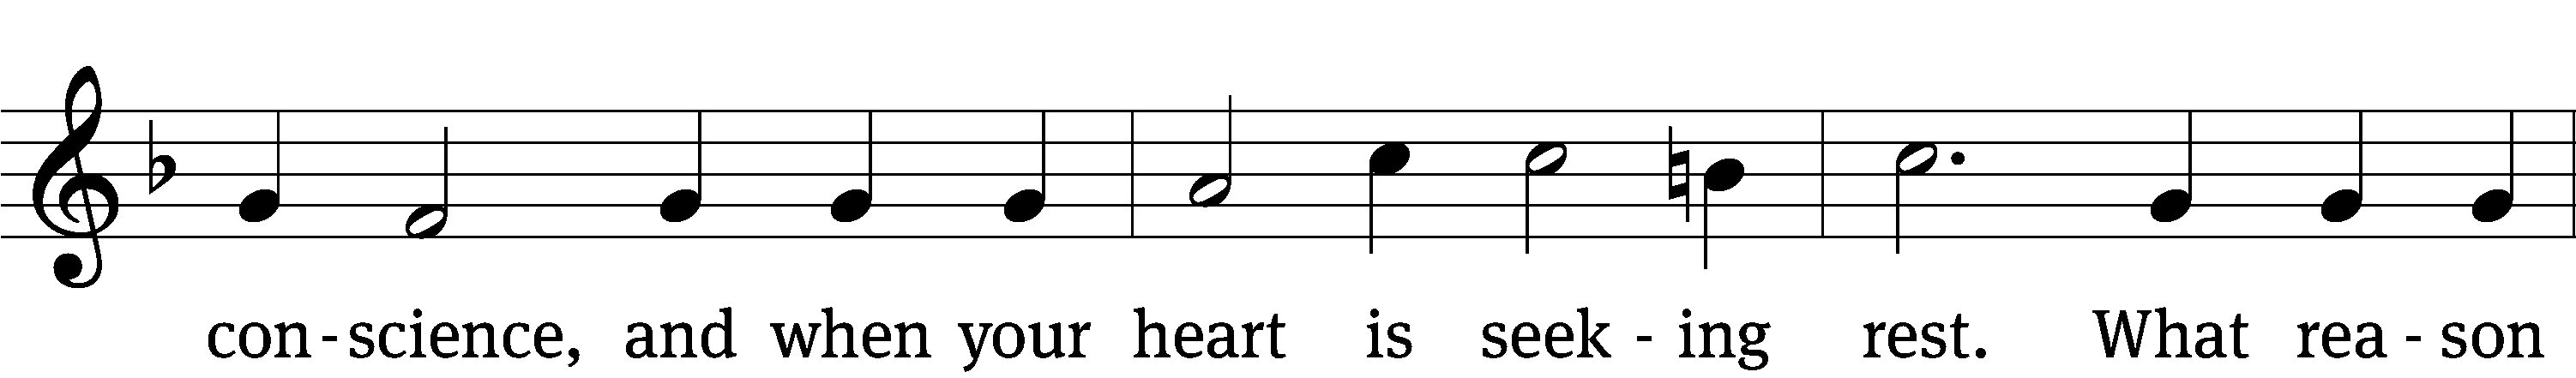 con - science, and when your heart is seek - ing rest. What rea - son